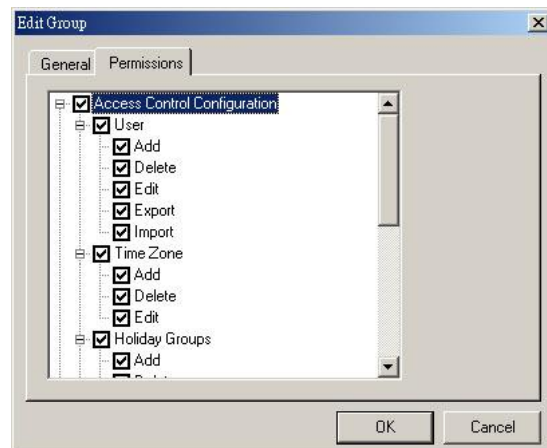 Edit Group
General Permissions
Access Control Configuration
User
Add
Delete
Edit
Export
Import
Time Zone
Add
Delete
Edit
Holiday Groups
Add
OK Cancel